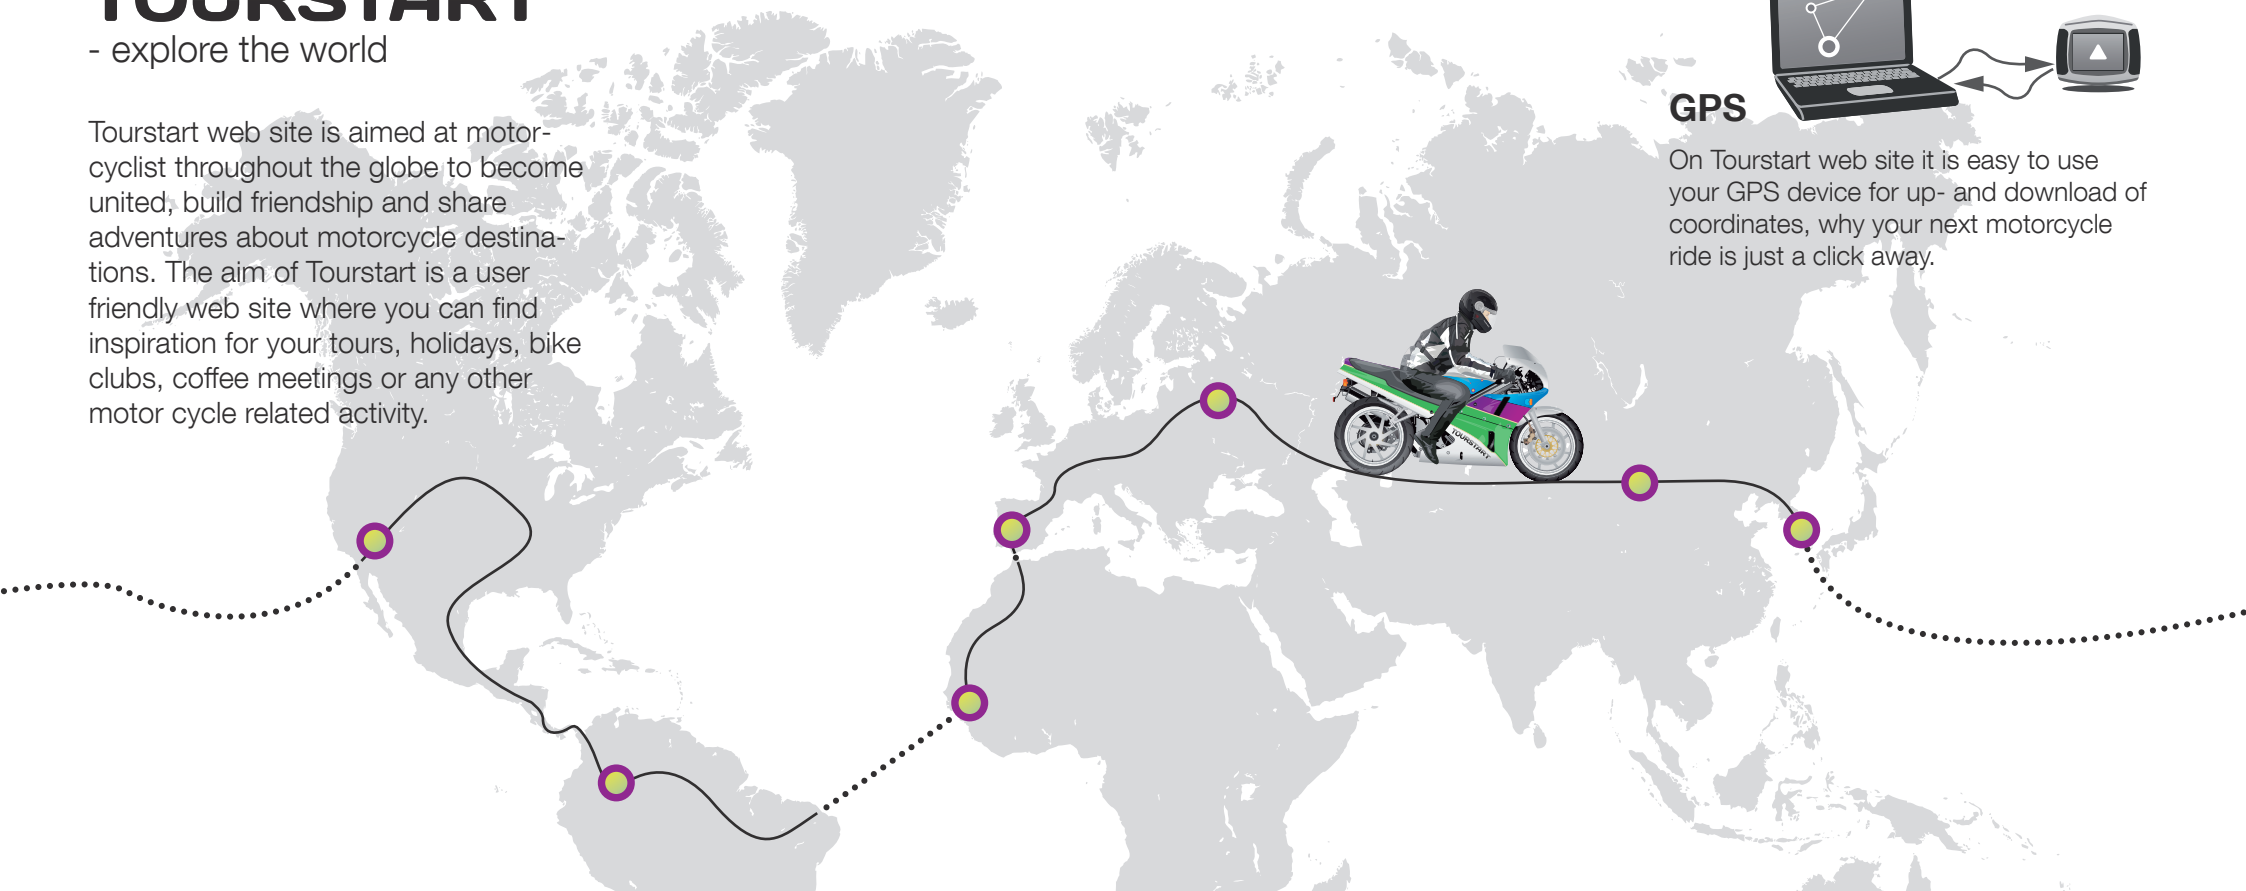 TOURSTART
- explore the world
Tourstart web site is aimed at motor-
cyclist throughout the globe to become
united, build friendship and share
adventures about motorcycle destina-
tions. The aim of Tourstart is a user
friendly web site where you can find
inspiration for your tours, holidays, bike
clubs, coffee meetings or any other
motor cycle related activity.
GPS
On Tourstart web site it is easy to use
your GPS device for up- and download of
coordinates, why your next motorcycle
ride is just a click away.
TOURSTART